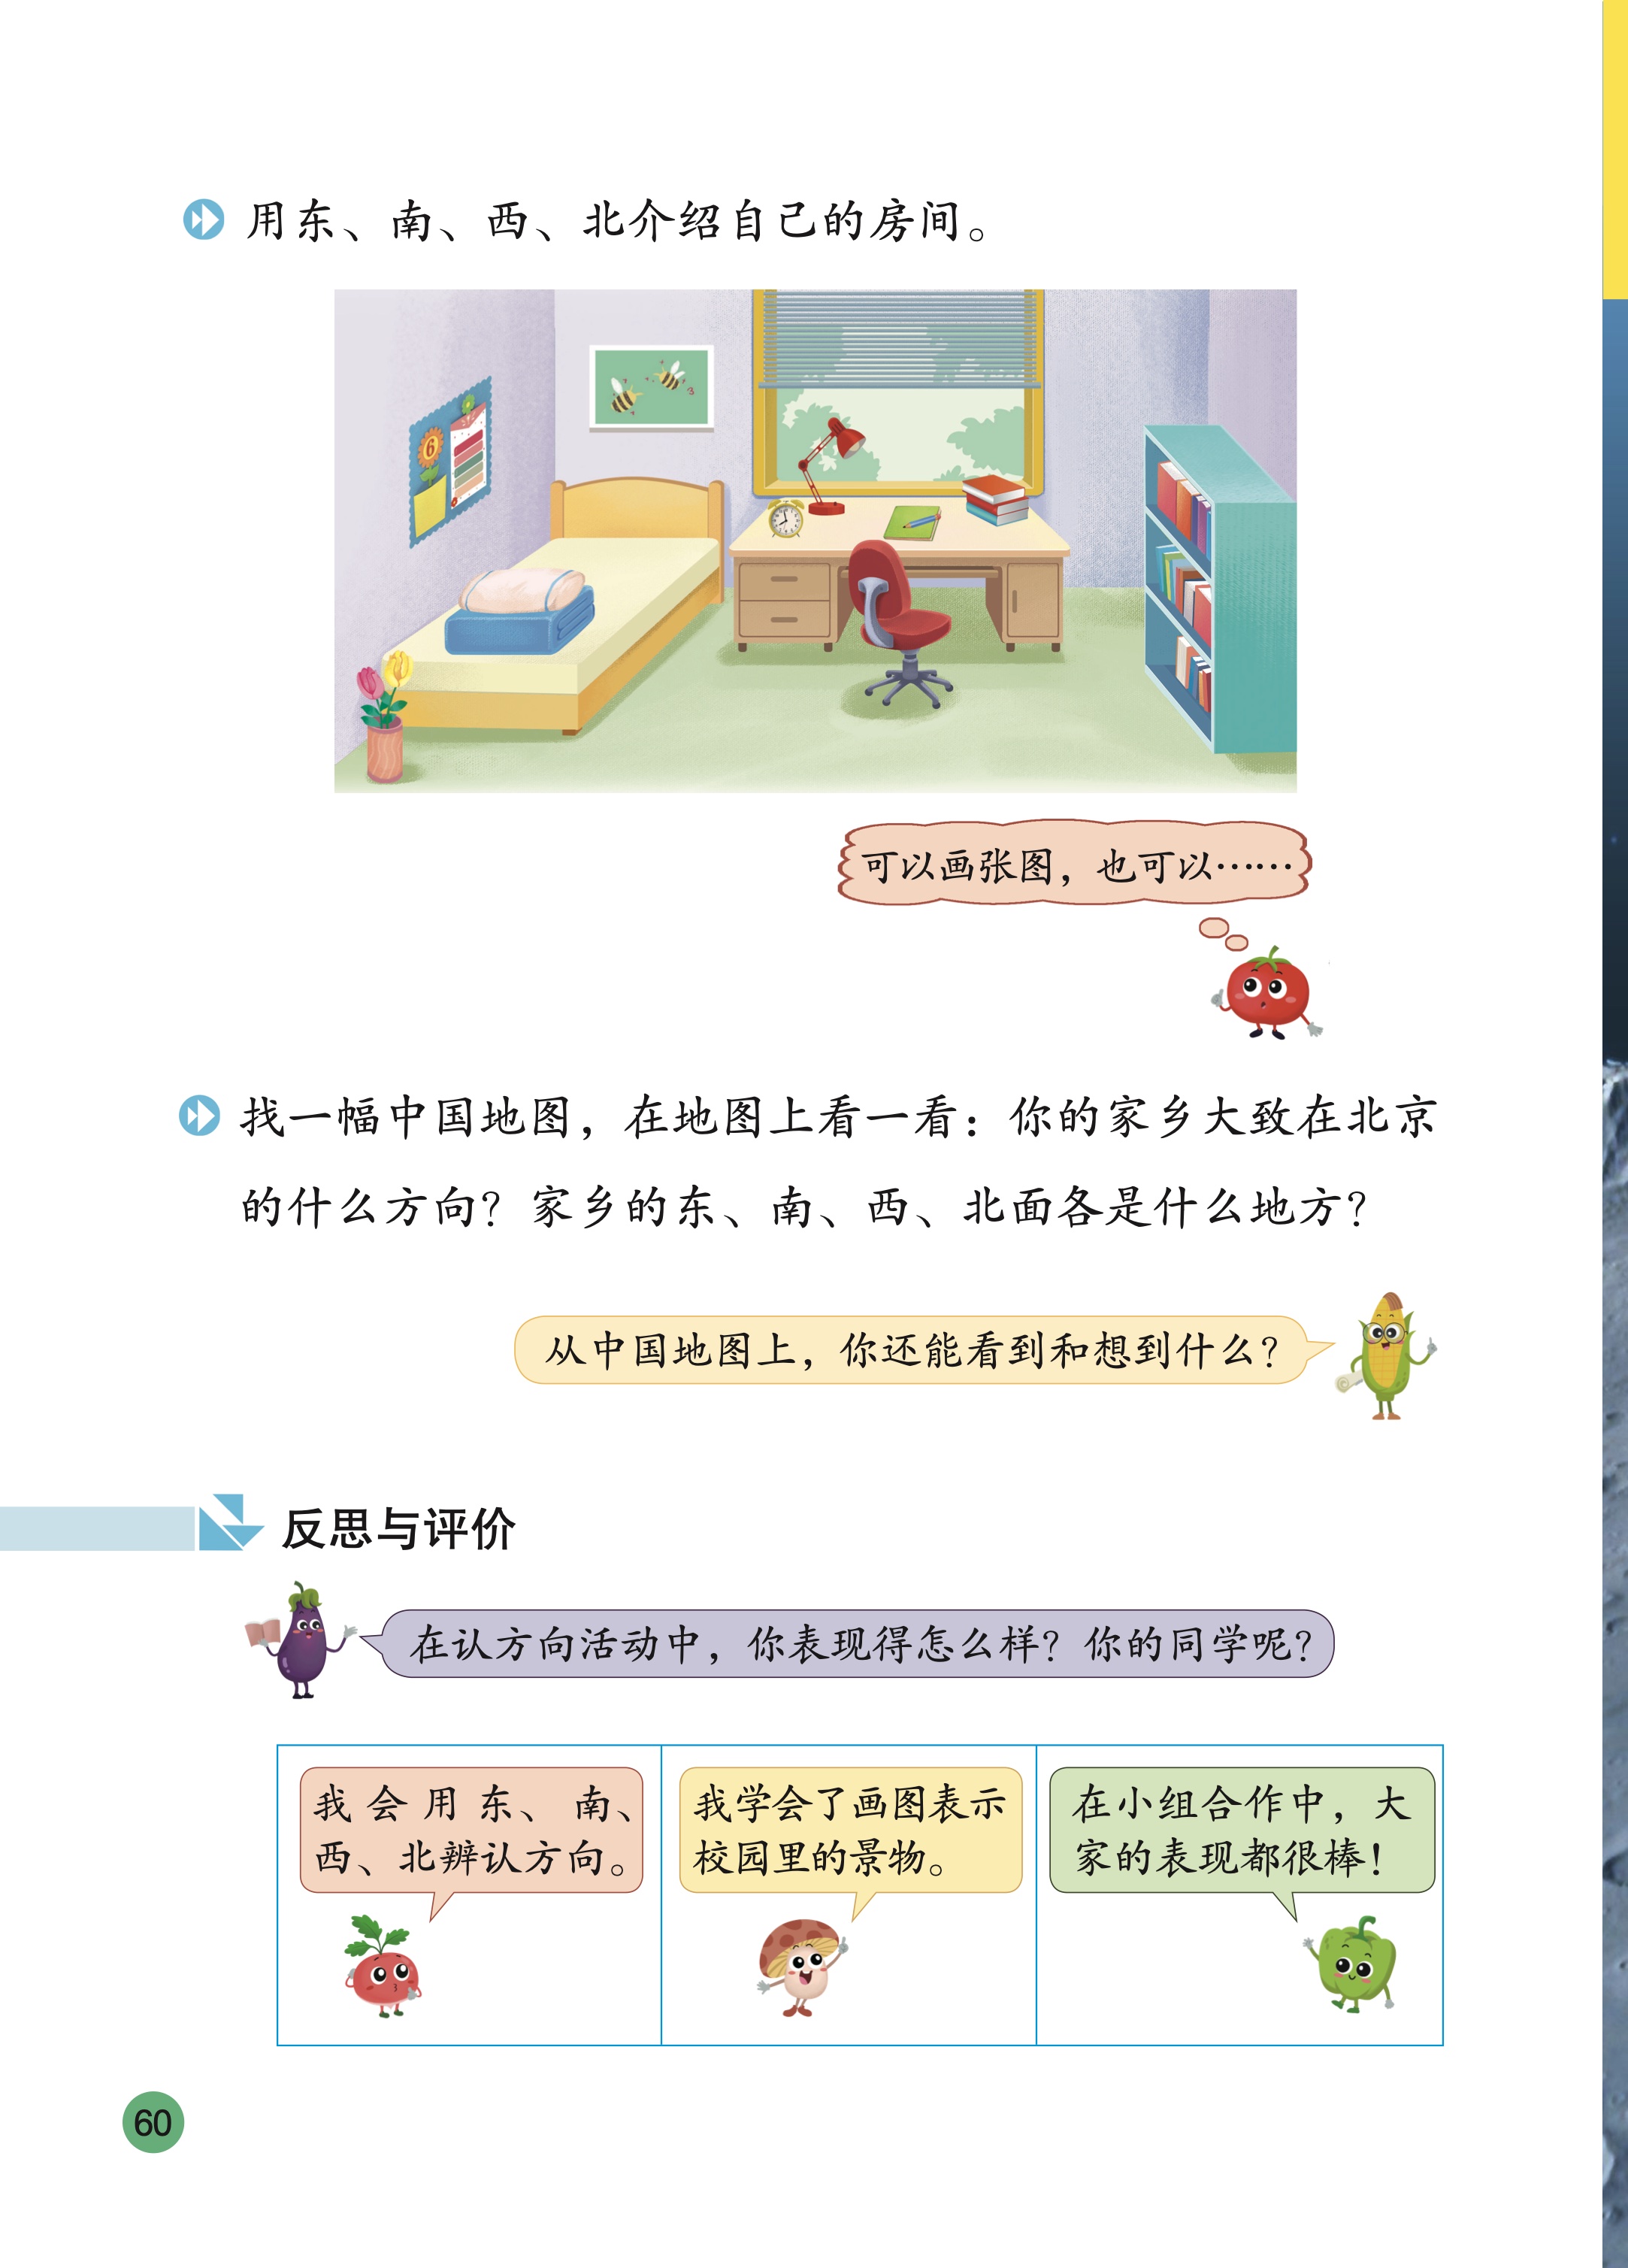 用东、南、西、北介绍自己的房间。
6
可以画张图，也可以……
找一幅中国地图，在地图上看一看：你的家乡大致在北京
的什么方向？家乡的东、南、西、北面各是什么地方？
从中国地图上，你还能看到和想到什么？
反思与评价
在认方向活动中，你表现得怎么样？你的同学呢？
我会用东、南、
西、北辨认方向。
我学会了画图表示
校园里的景物。
在小组合作中，大
家的表现都很棒！
60